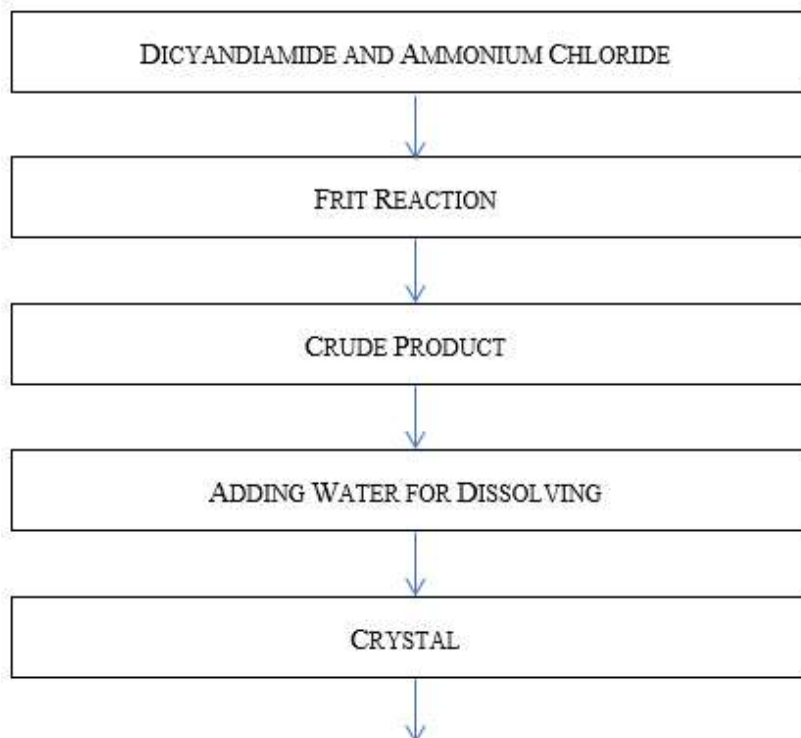 DICYANDIAMIDE AND AMMONIUM CHLORIDE
FRIT REACTION
CRUDE PRODUCT
ADDING WATER FOR DISSOLVING
CRYSTAL